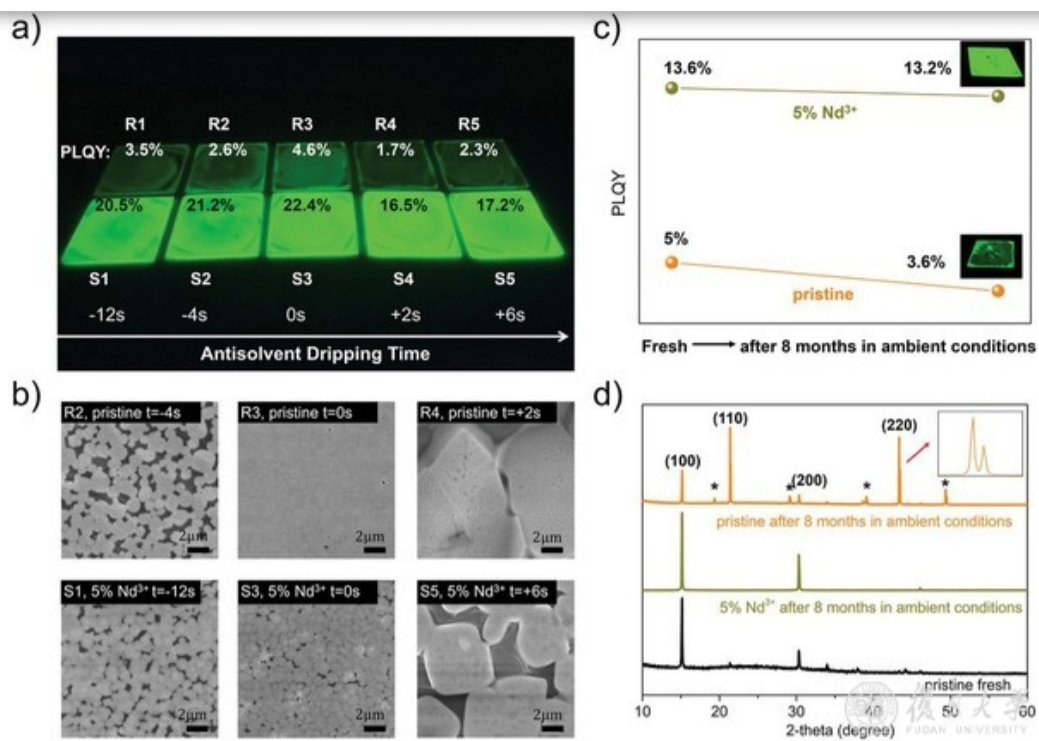 a)
R1 R2 R3 R4 R5
PLQY: 3.5% 2.6% 4.6% 1.7% 2.3%
20.5% 21.2% 22.4% 16.5% 17.2%
S1 S2 S3 S4 S5
-12s -4s 0s +2s +6s
Antisolvent Dripping Time
b)
R2, pristine t=-4s
2μm
R3, pristine t=0s
2μm
R4, pristine t=+2s
2μm
S1, 5% Nd³⁺ t=-12s
2μm
S3, 5% Nd³⁺ t=0s
2μm
S5, 5% Nd³⁺ t=+6s
2μm
c)
PLQY
13.6% 13.2%
5% Nd³⁺
5% 3.6%
pristine
Fresh → after 8 months in ambient conditions
d)
(100) (110) * * (200) * (220) *
pristine after 8 months in ambient conditions
5% Nd³⁺ after 8 months in ambient conditions
pristine fresh
10 20 30 40 50 60
2-theta (degree)
復旦大學
FUDAN UNIVERSITY